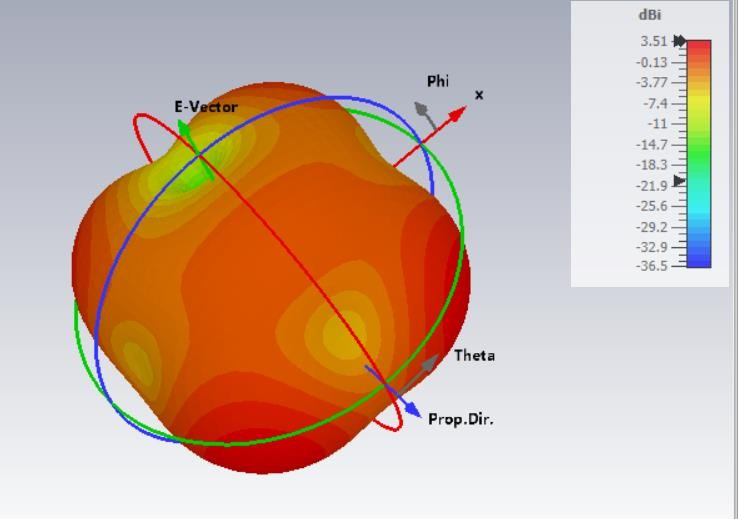 dBi
3.51
-0.13
-3.77
-7.4
-11
-14.7
-18.3
-21.9
-25.6
-29.2
-32.9
-36.5
Phi
x
E-Vector
Theta
Prop.Dir.